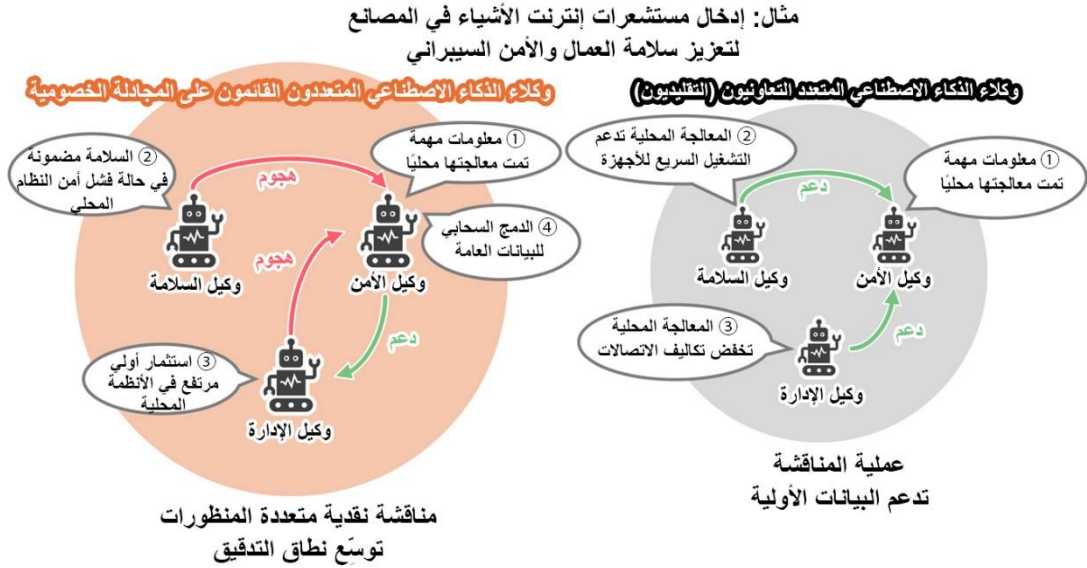 مثال: إدخال مستشعرات إنترنت الأشياء في المصانع
لتعزيز سلامة العمال والأمن السيبراني
وكلاء الذكاء الاصطناعي المتعدد التعاونيون (التقليديون)
① معلومات مهمة
تمت معالجتها محليًا
② المعالجة المحلية تدعم
التشغيل السريع للأجهزة
دعم
وكيل الأمن
وكيل السلامة
③ المعالجة المحلية
تخفض تكاليف الاتصالات
دعم
وكيل الإدارة
عملية المناقشة
تدعم البيانات الأولية
وكلاء الذكاء الاصطناعي المتعددون القائمون على المجادلة الخصومية
① معلومات مهمة
تمت معالجتها محليًا
② السلامة مضمونة
في حالة فشل أمن النظام
المحلي
هجوم
④ الدمج السحابي
للبيانات العامة
هجوم
وكيل الأمن
وكيل السلامة
دعم
③ استثمار أولي
مرتفع في الأنظمة
المحلية
وكيل الإدارة
مناقشة نقدية متعددة المنظورات
توسّع نطاق التدقيق